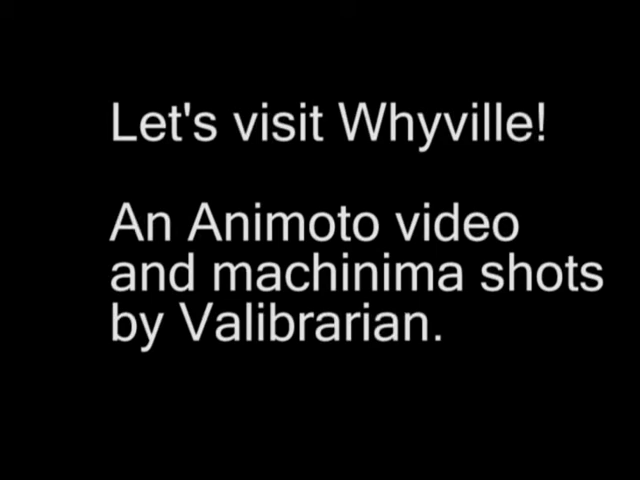 Let's visit Whyville!
An Animoto video
and machinima shots
by Valibrarian.